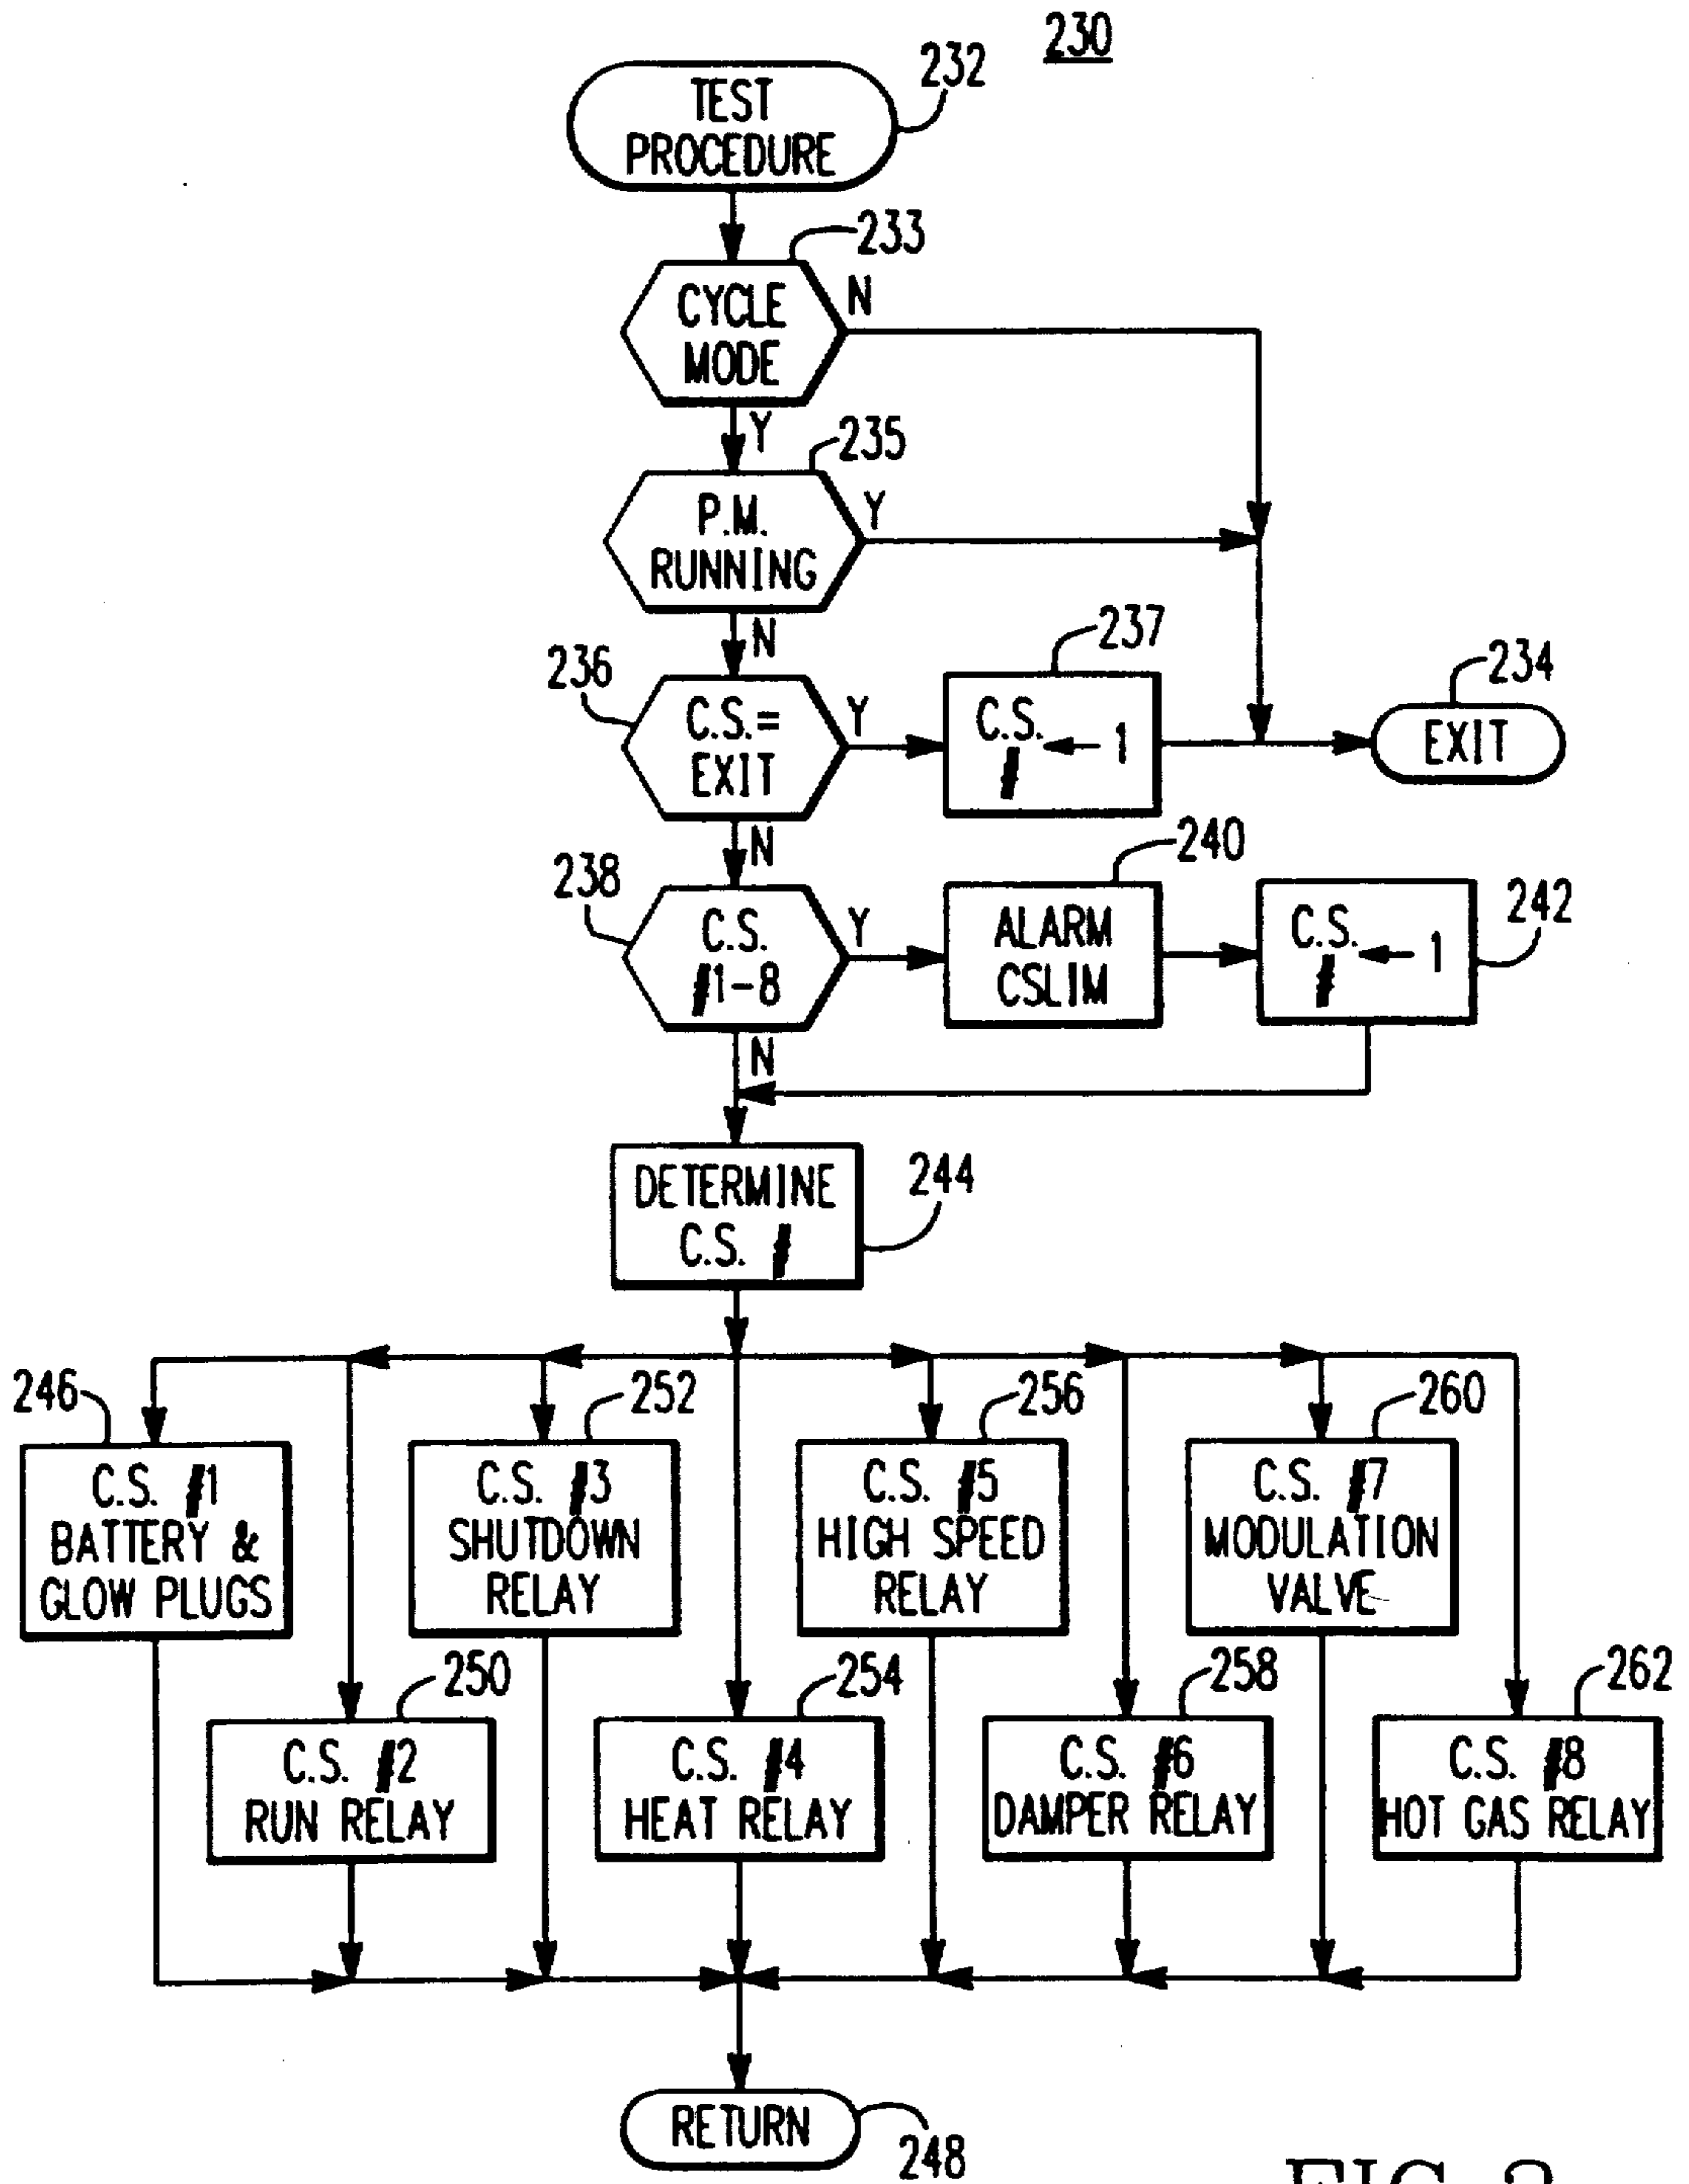 230
TEST
PROCEDURE
232
233
CYCLE
MODE
N
Y
235
P.M.
RUNNING
Y
N
236
C.S.=
EXIT
Y
237
C.S.
# ← 1
234
EXIT
N
238
C.S.
#1-8
Y
240
ALARM
CSLIM
242
C.S.
# ← 1
N
DETERMINE
C.S. #
244
246
C.S. #1
BATTERY &
GLOW PLUGS
252
C.S. #3
SHUTDOWN
RELAY
256
C.S. #5
HIGH SPEED
RELAY
260
C.S. #7
MODULATION
VALVE
250
C.S. #2
RUN RELAY
254
C.S. #4
HEAT RELAY
258
C.S. #6
DAMPER RELAY
262
C.S. #8
HOT GAS RELAY
RETURN
248